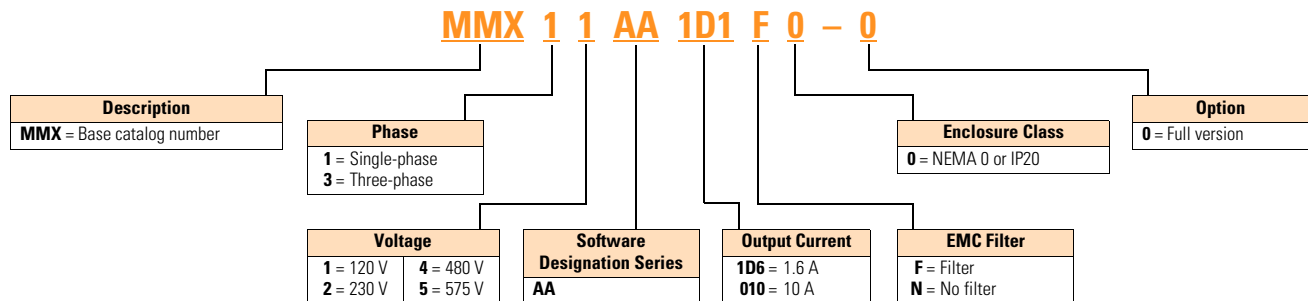 MMX 1 1 AA 1D1 F 0 – 0
Description
MMX = Base catalog number
Phase
1 = Single-phase
3 = Three-phase
Enclosure Class
0 = NEMA 0 or IP20
Option
0 = Full version
Voltage
1 = 120 V 4 = 480 V
2 = 230 V 5 = 575 V
Software
Designation Series
AA
Output Current
1D6 = 1.6 A
010 = 10 A
EMC Filter
F = Filter
N = No filter